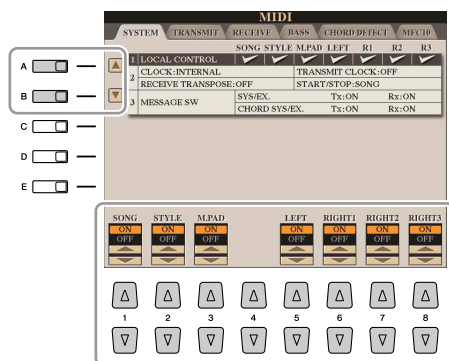 MIDI
SYSTEM TRANSMIT RECEIVE BASS CHORD DETECT MFC10
SONG STYLE M.PAD LEFT R1 R2 R3
1 LOCAL CONTROL
2 CLOCK:INTERNAL TRANSMIT CLOCK:OFF
RECEIVE TRANSPOSE:OFF START/STOP:SONG
3 MESSAGE SW SYS/EX. Tx:ON Rx:ON
CHORD SYS/EX. Tx:ON Rx:ON
A
B
C
D
E
SONG STYLE M.PAD LEFT RIGHT1 RIGHT2 RIGHT3
ON ON ON ON ON ON ON
OFF OFF OFF OFF OFF OFF OFF
1 2 3 4 5 6 7 8